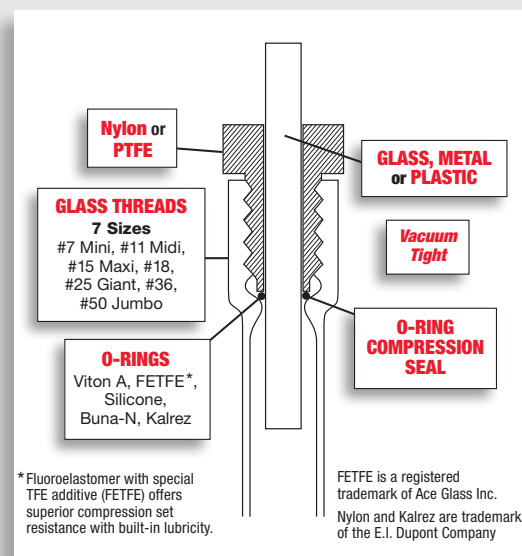 Nylon or
PTFE
GLASS, METAL
or PLASTIC
GLASS THREADS
7 Sizes
#7 Mini, #11 Midi,
#15 Maxi, #18,
#25 Giant, #36,
#50 Jumbo
Vacuum
Tight
O-RINGS
Viton A, FETFE*,
Silicone,
Buna-N, Kalrez
O-RING
COMPRESSION
SEAL
*Fluoroelastomer with special
TFE additive (FETFE) offers
superior compression set
resistance with built-in lubricity.
FETFE is a registered
trademark of Ace Glass Inc.
Nylon and Kalrez are trademark
of the E.I. Dupont Company